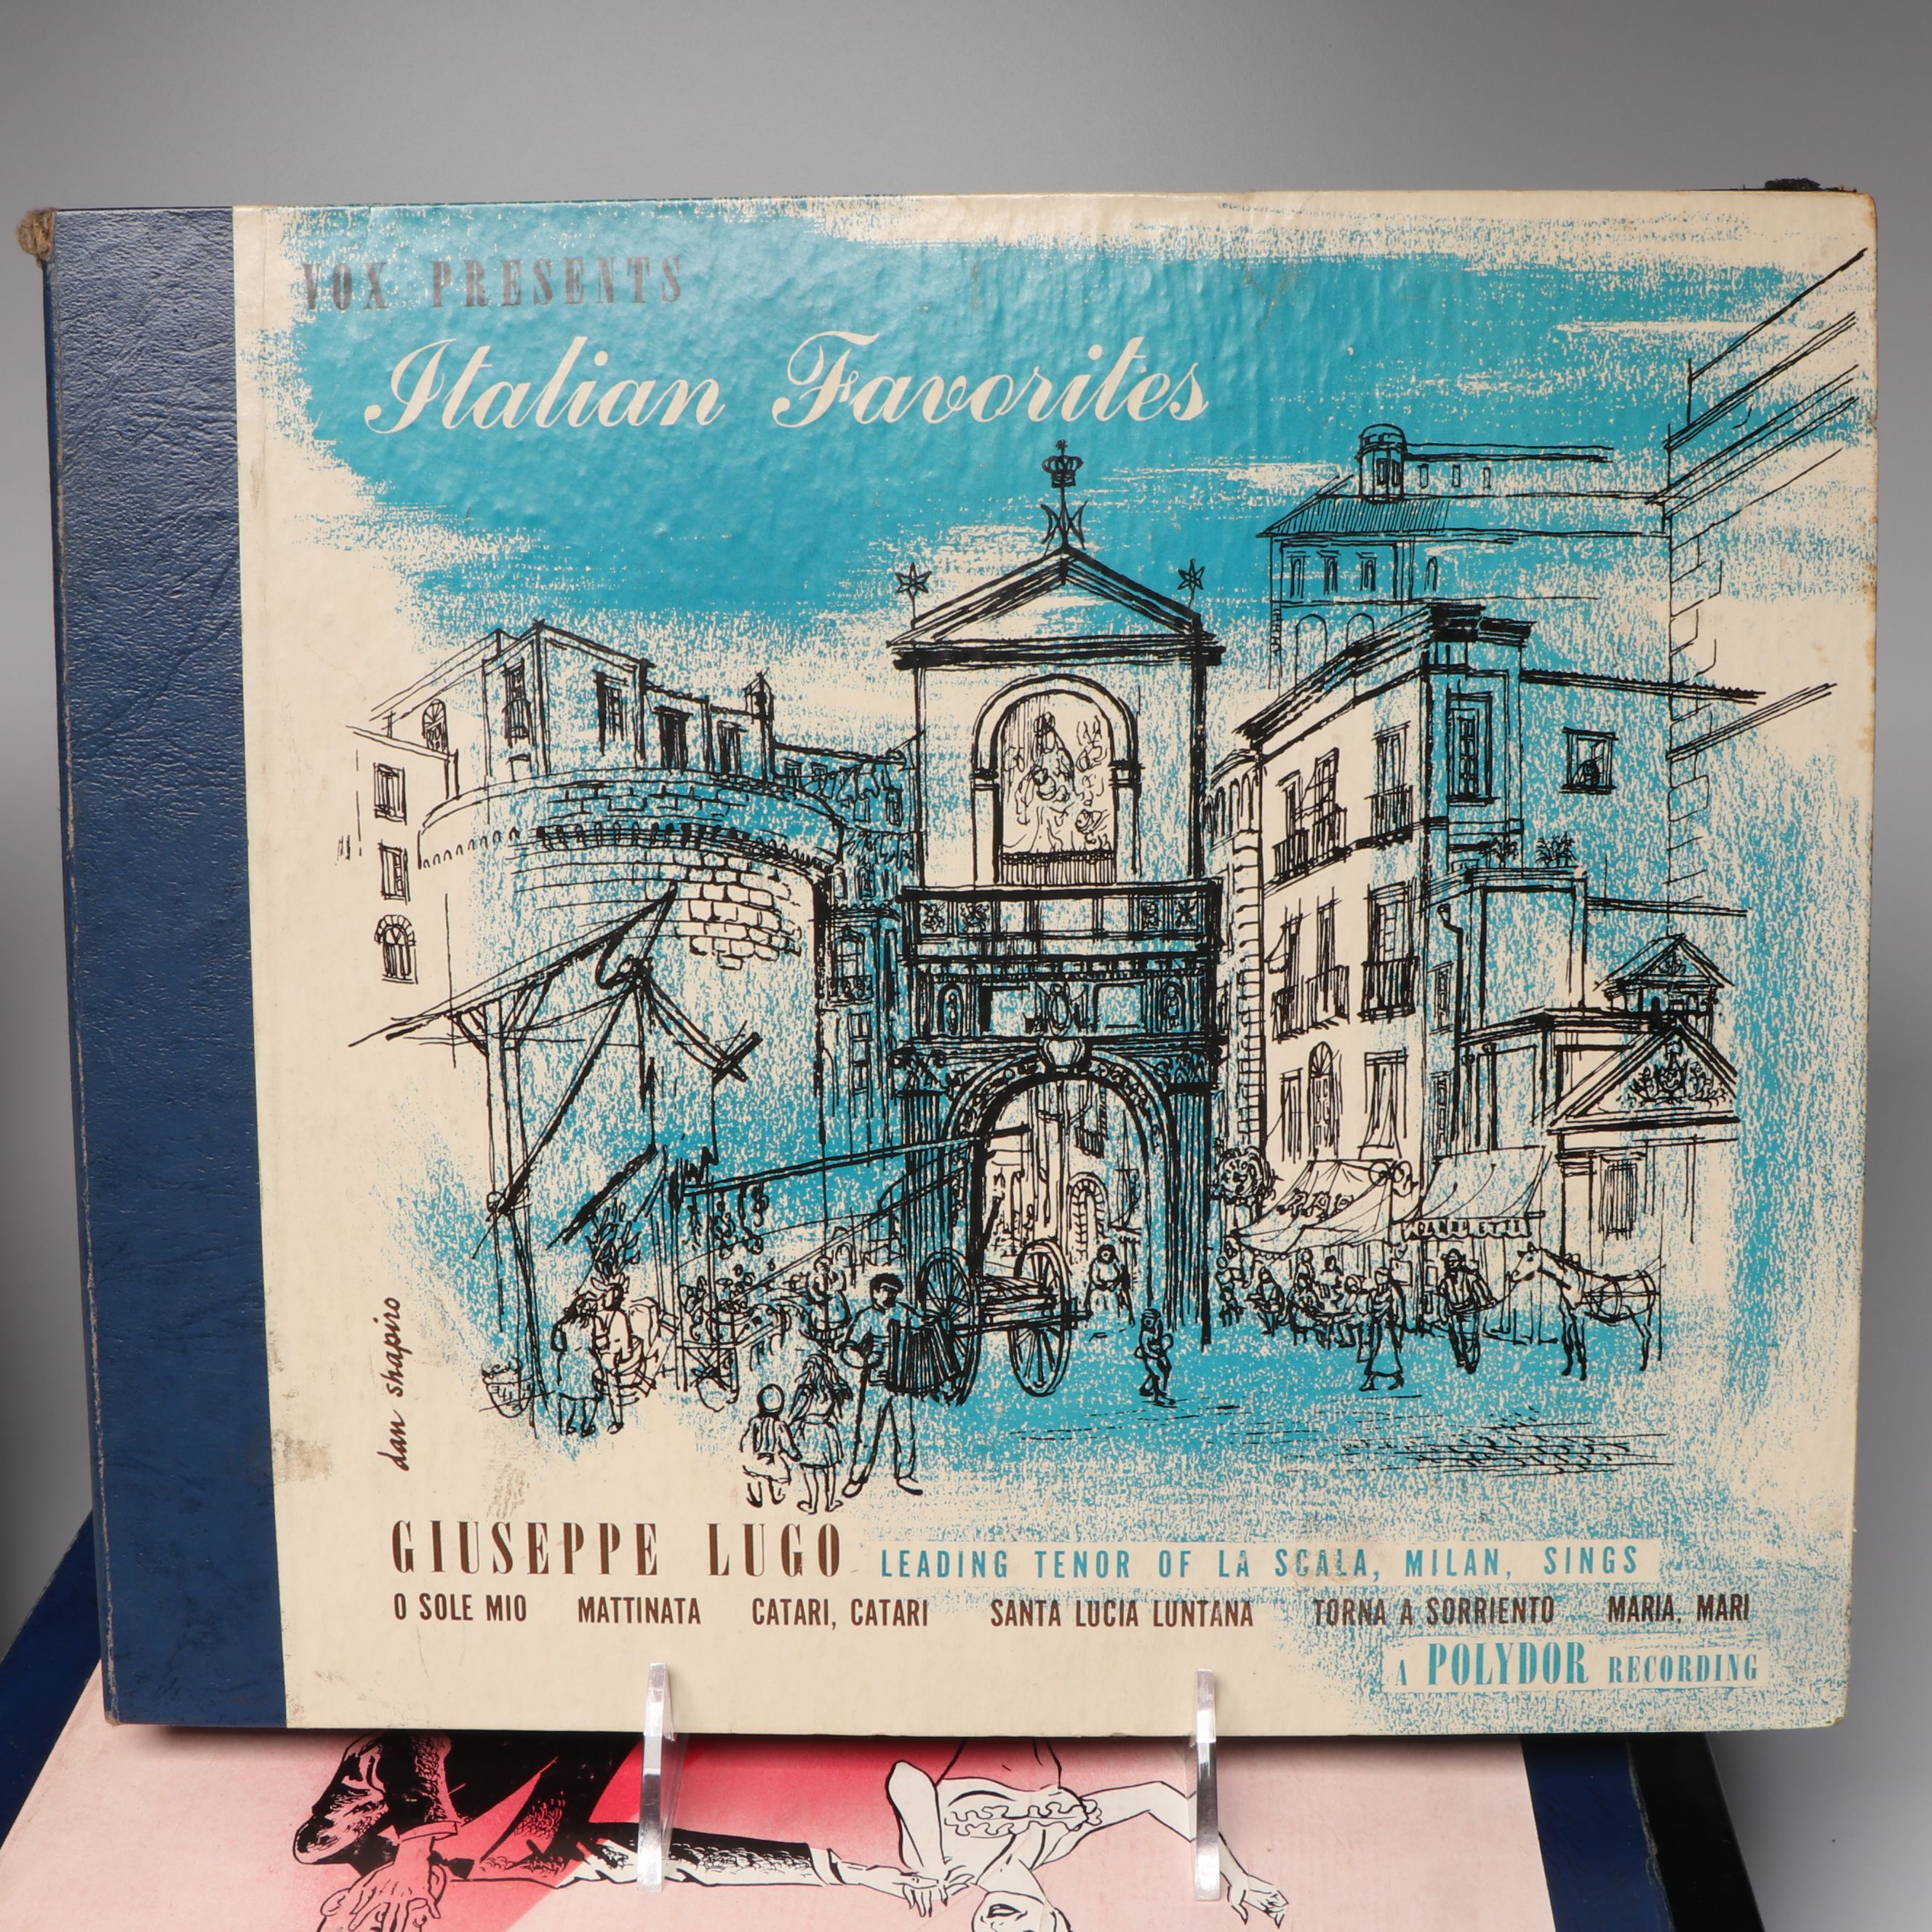 VOX PRESENTS
Italian Favorites
dan shapiro
GIUSEPPE LUGO LEADING TENOR OF LA SCALA, MILAN, SINGS
O SOLE MIO MATTINATA CATARI, CATARI SANTA LUCIA LUNTANA TORNA A SORRIENTO MARIA, MARI
A POLYDOR RECORDING